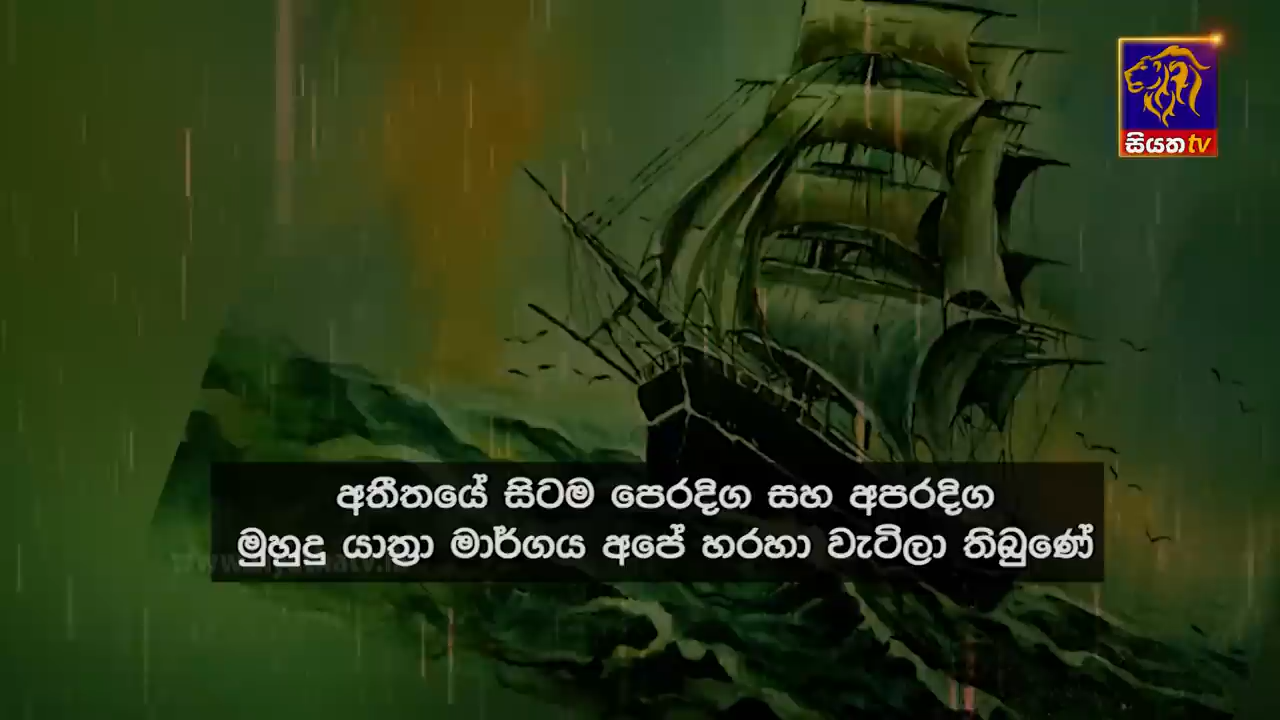 සියත tv
අතීතයේ සිටම පෙරදිග සහ අපරදිග
මුහුදු යාත්‍රා මාර්ගය අපේ හරහා වැටිලා තිබුණේ